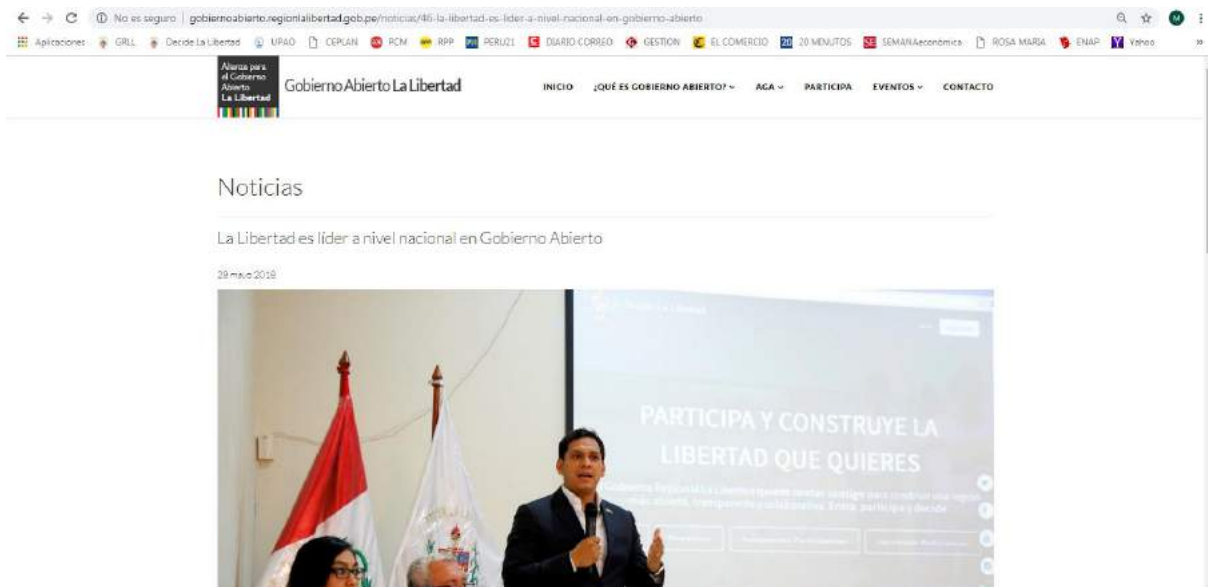 No es seguro | gobiernoabierto.regionlalibertad.gob.pe/noticias/46-la-libertad-es-lider-a-nivel-nacional-en-gobierno-abierto
Aplicaciones GRLL Decide La Libertad UPAO CEPLAN PCM RPP PERU21 DIARIO CORREO GESTION EL COMERCIO 20 MINUTOS SEMANAeconómica ROSA MARIA ENAP Yahoo
Alianza para
el Gobierno
Abierto
La Libertad
Gobierno Abierto La Libertad
INICIO ¿QUÉ ES GOBIERNO ABIERTO? AGA PARTICIPA EVENTOS CONTACTO
Noticias
La Libertad es líder a nivel nacional en Gobierno Abierto
PARTICIPA Y CONSTRUYE LA
LIBERTAD QUE QUIERES